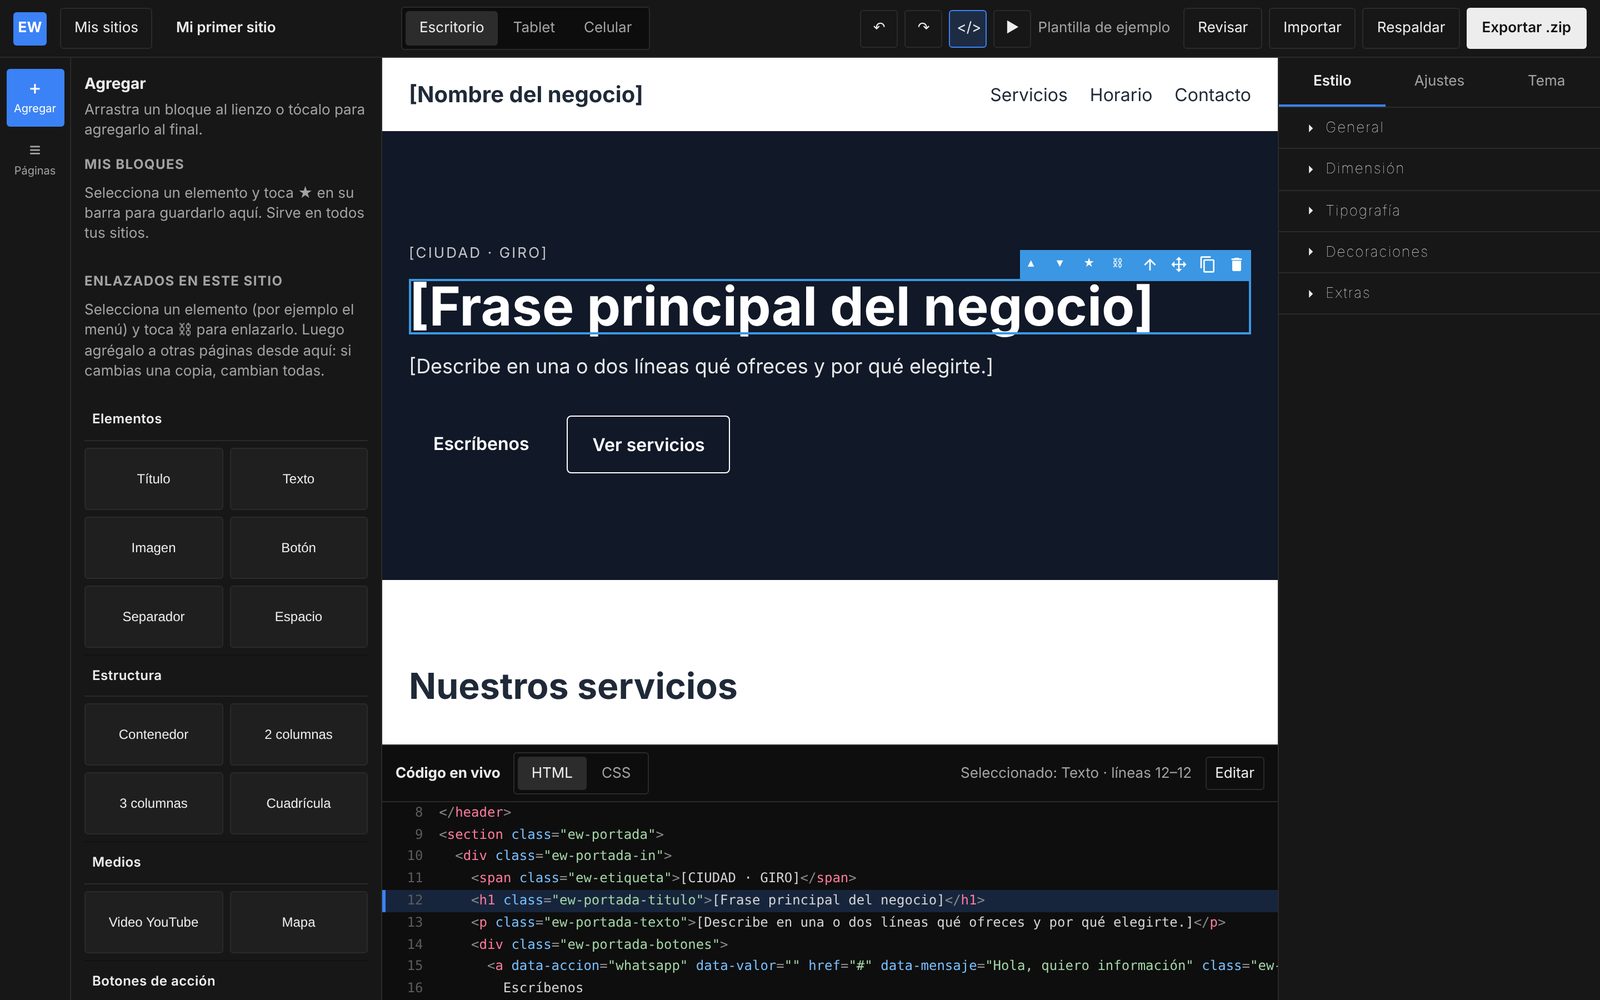 EW
Mis sitios
Mi primer sitio
Escritorio
Tablet
Celular
</>
Plantilla de ejemplo
Revisar
Importar
Respaldar
Exportar .zip
+
Agregar
Páginas
Agregar
Arrastra un bloque al lienzo o tócalo para
agregarlo al final.
MIS BLOQUES
Selecciona un elemento y toca ★ en su
barra para guardarlo aquí. Sirve en todos
tus sitios.
ENLAZADOS EN ESTE SITIO
Selecciona un elemento (por ejemplo el
menú) y toca ⛓ para enlazarlo. Luego
agrégalo a otras páginas desde aquí: si
cambias una copia, cambian todas.
Elementos
Título
Texto
Imagen
Botón
Separador
Espacio
Estructura
Contenedor
2 columnas
3 columnas
Cuadrícula
Medios
Video YouTube
Mapa
Botones de acción
[Nombre del negocio]
Servicios
Horario
Contacto
[CIUDAD · GIRO]
[Frase principal del negocio]
[Describe en una o dos líneas qué ofreces y por qué elegirte.]
Escríbenos
Ver servicios
Nuestros servicios
Código en vivo
HTML
CSS
Seleccionado: Texto · líneas 12–12
Editar
8 </header>
9 <section class="ew-portada">
10 <div class="ew-portada-in">
11 <span class="ew-etiqueta">[CIUDAD · GIRO]</span>
12 <h1 class="ew-portada-titulo">[Frase principal del negocio]</h1>
13 <p class="ew-portada-texto">[Describe en una o dos líneas qué ofreces y por qué elegirte.]</p>
14 <div class="ew-portada-botones">
15 <a data-accion="whatsapp" data-valor="" href="#" data-mensaje="Hola, quiero información" class="ew-
16 Escríbenos
Estilo
Ajustes
Tema
General
Dimensión
Tipografía
Decoraciones
Extras